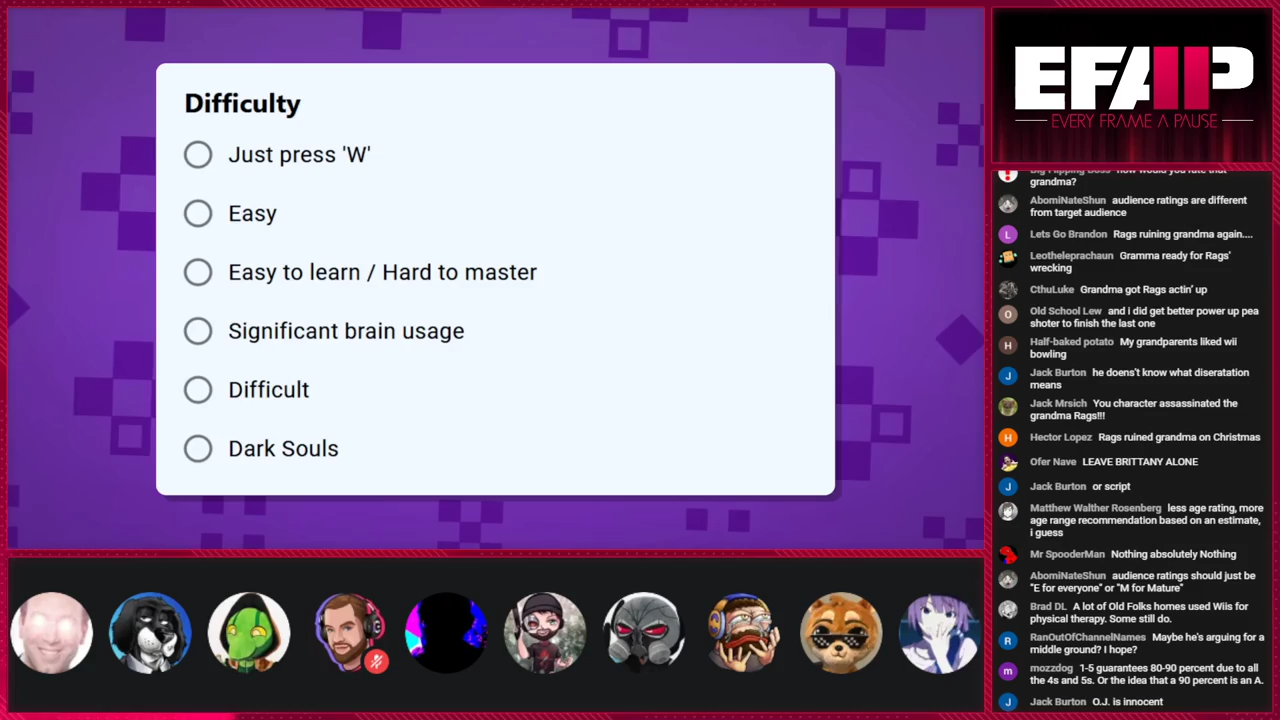 Difficulty
Just press 'W'
Easy
Easy to learn / Hard to master
Significant brain usage
Difficult
Dark Souls
EFAP
EVERY FRAME A PAUSE
how would you rate that
grandma?
AbomiNateShun audience ratings are different
from target audience
Lets Go Brandon Rags ruining grandma again....
Leotheleprachaun Gramma ready for Rags'
wrecking
CthuLuke Grandma got Rags actin' up
Old School Lew and i did get better power up pea
shoter to finish the last one
Half-baked potato My grandparents liked wii
bowling
Jack Burton he doens't know what diseratation
means
Jack Mrsich You character assassinated the
grandma Rags!!!
Hector Lopez Rags ruined grandma on Christmas
Ofer Nave LEAVE BRITTANY ALONE
Jack Burton or script
Matthew Walther Rosenberg less age rating, more
age range recommendation based on an estimate,
i guess
Mr SpooderMan Nothing absolutely Nothing
AbomiNateShun audience ratings should just be
"E for everyone" or "M for Mature"
Brad DL A lot of Old Folks homes used Wiis for
physical therapy. Some still do.
RanOutOfChannelNames Maybe he's arguing for a
middle ground? I hope?
mozzdog 1-5 guarantees 80-90 percent due to all
the 4s and 5s. Or the idea that a 90 percent is an A.
Jack Burton O.J. is innocent